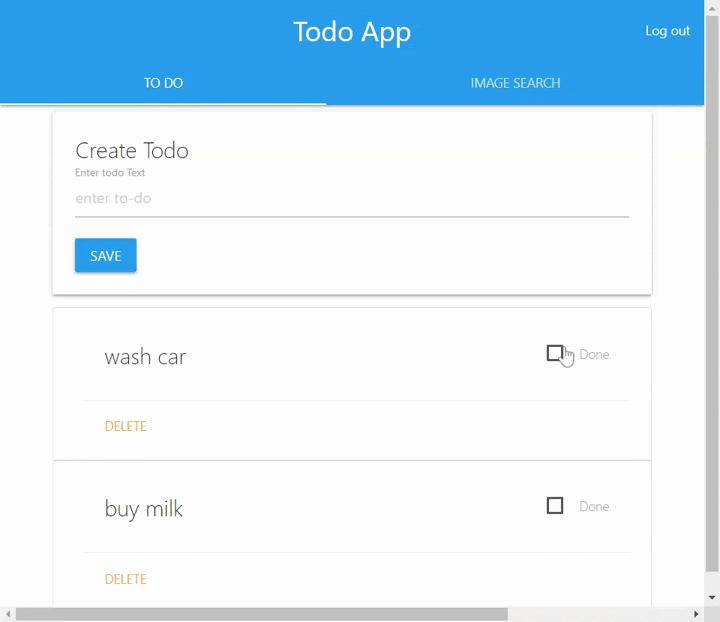 Todo App
Log out
TO DO
IMAGE SEARCH
Create Todo
Enter todo Text
enter to-do
SAVE
wash car
Done
DELETE
buy milk
Done
DELETE